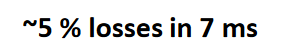 ~5 % losses in 7 ms